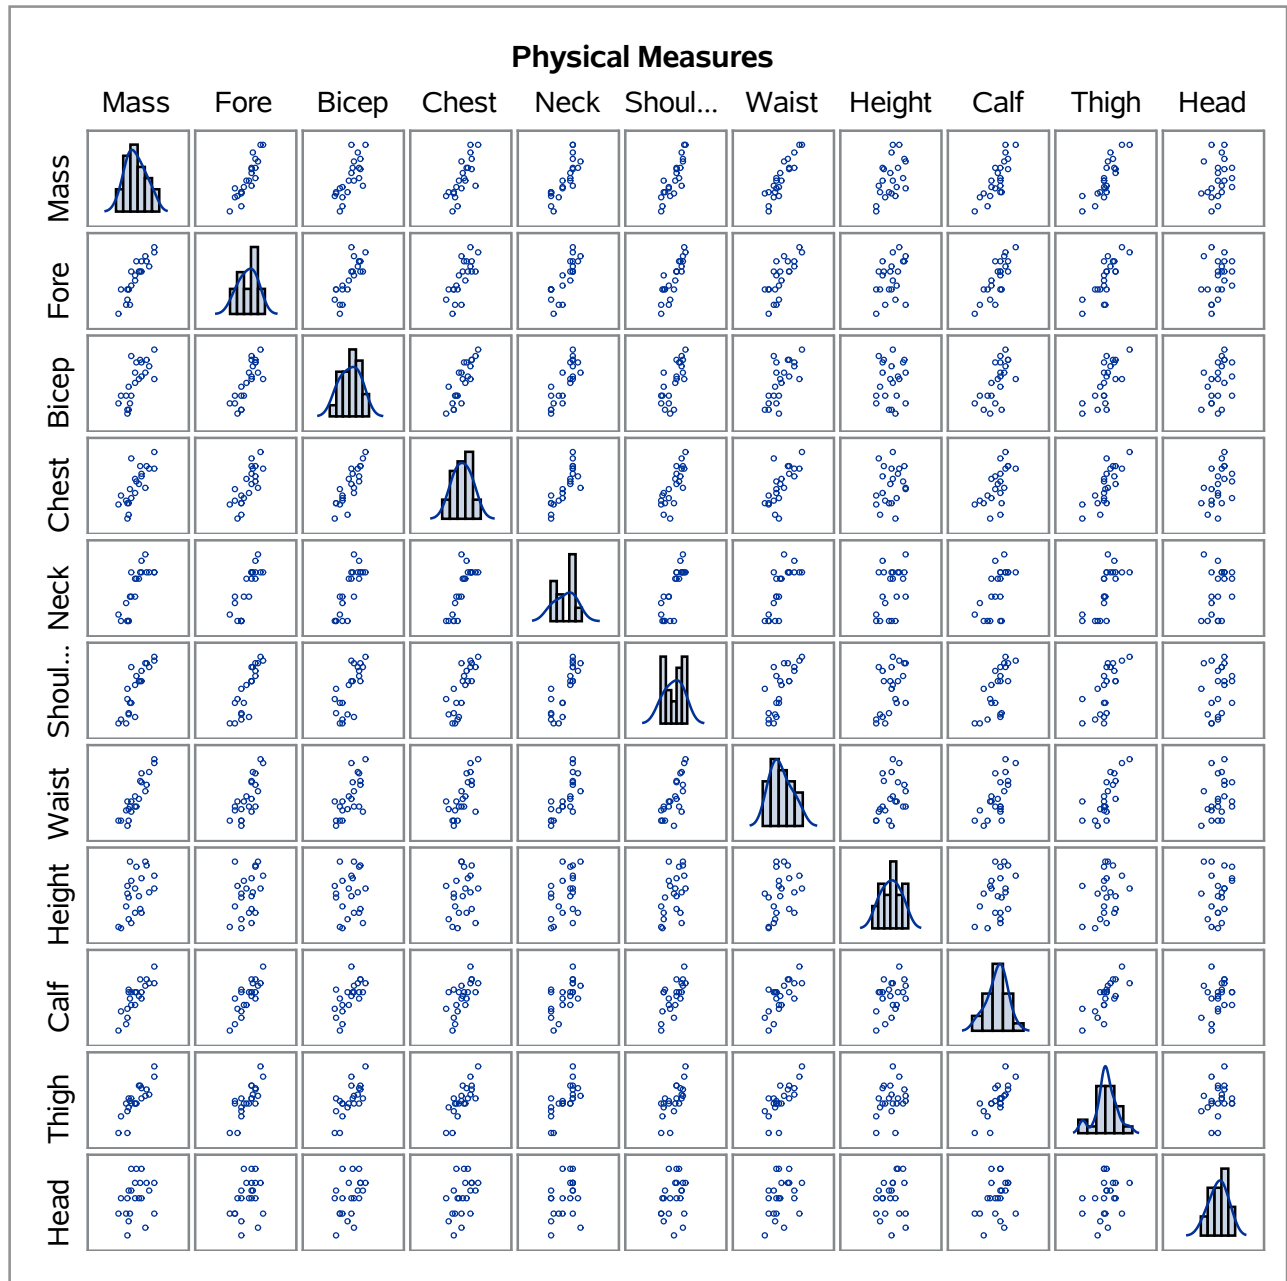 Physical Measures
Mass Fore Bicep Chest Neck Shoul... Waist Height Calf Thigh Head
Mass
Fore
Bicep
Chest
Neck
Shoul...
Waist
Height
Calf
Thigh
Head